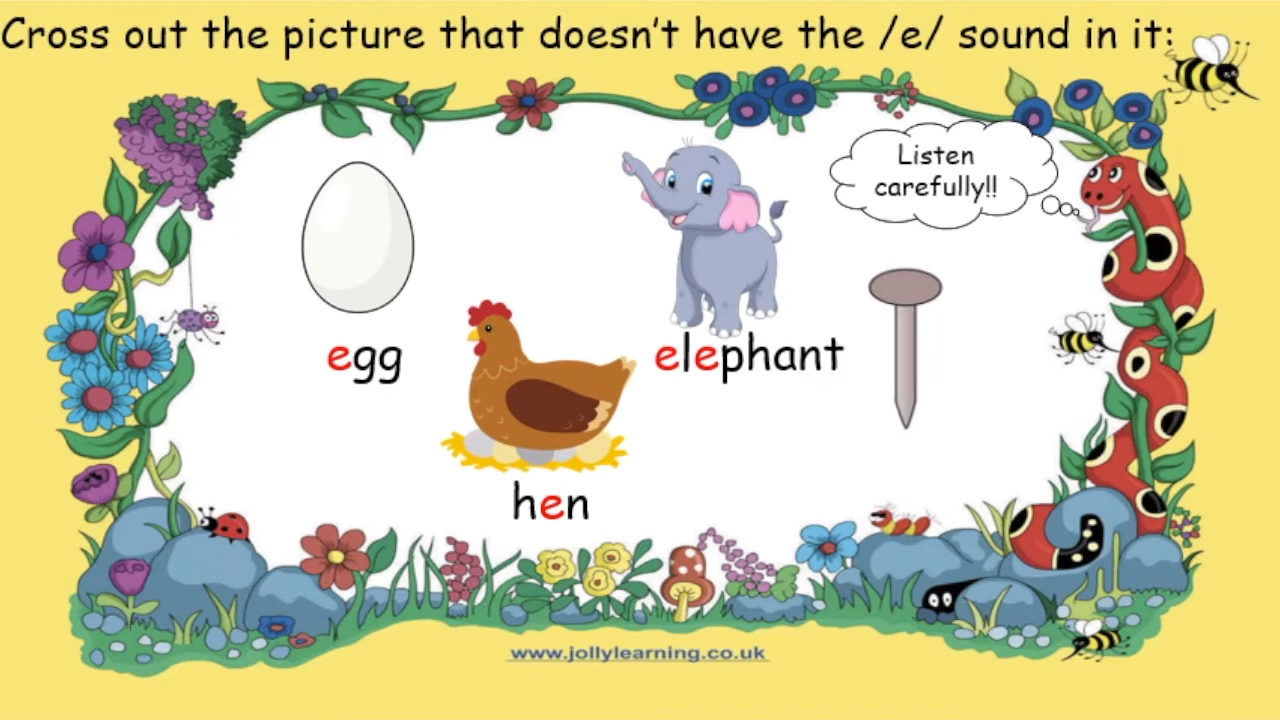 Cross out the picture that doesn’t have the /e/ sound in it:
Listen
carefully!!
egg
elephant
hen
www.jollylearning.co.uk